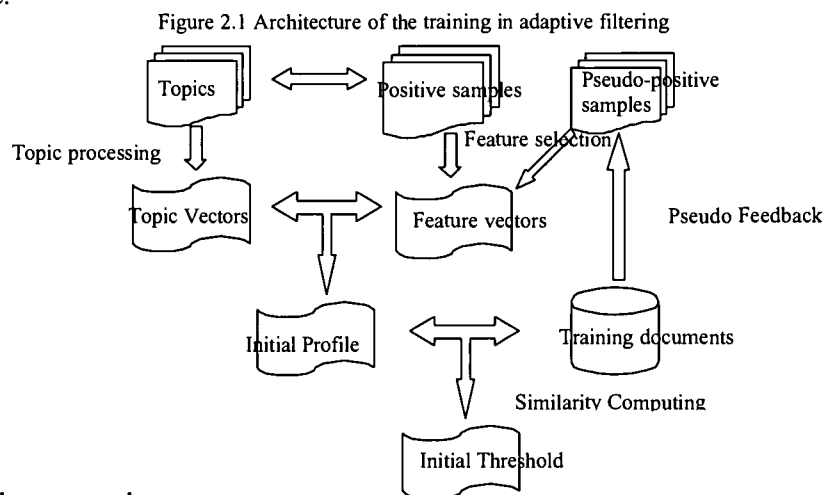 Figure 2.1 Architecture of the training in adaptive filtering
Topics
Positive samples
Pseudo-positive
samples
Feature selection
Topic processing
Topic Vectors
Feature vectors
Pseudo Feedback
Initial Profile
Training documents
Similarity Computing
Initial Threshold